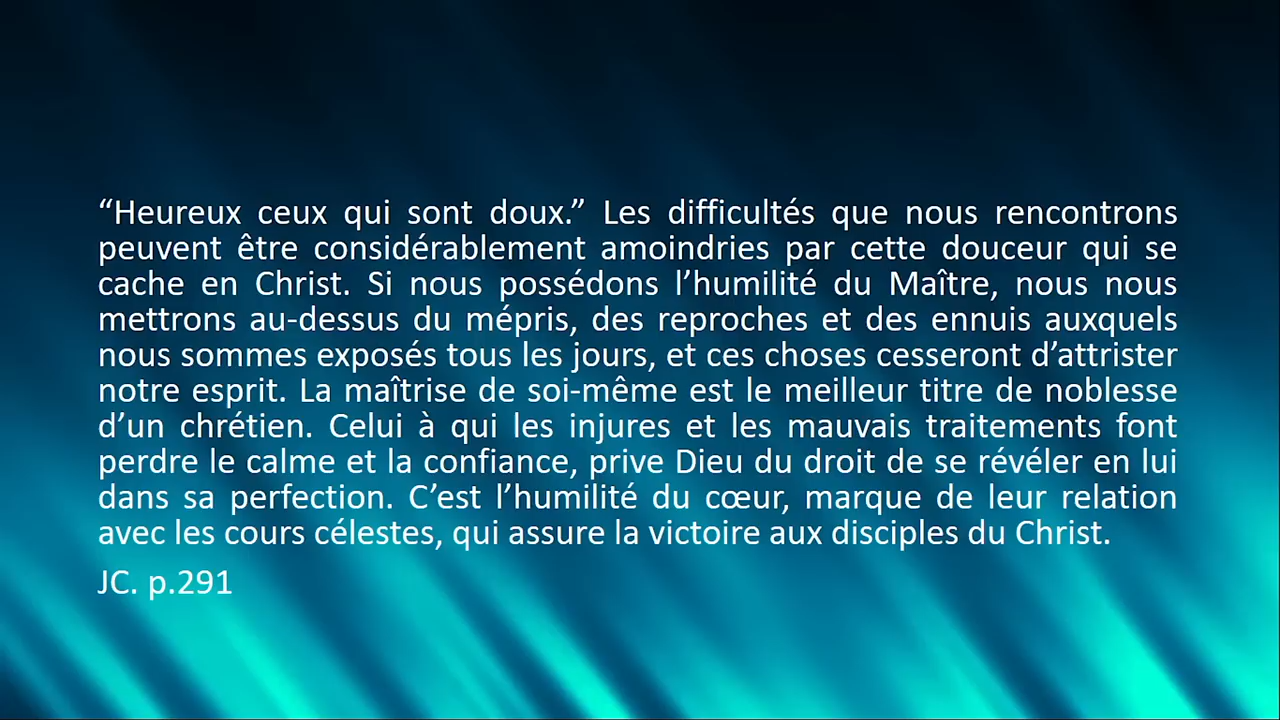 “Heureux ceux qui sont doux.” Les difficultés que nous rencontrons
peuvent être considérablement amoindries par cette douceur qui se
cache en Christ. Si nous possédons l’humilité du Maître, nous nous
mettrons au-dessus du mépris, des reproches et des ennuis auxquels
nous sommes exposés tous les jours, et ces choses cesseront d’attrister
notre esprit. La maîtrise de soi-même est le meilleur titre de noblesse
d’un chrétien. Celui à qui les injures et les mauvais traitements font
perdre le calme et la confiance, prive Dieu du droit de se révéler en lui
dans sa perfection. C’est l’humilité du cœur, marque de leur relation
avec les cours célestes, qui assure la victoire aux disciples du Christ.
JC. p.291